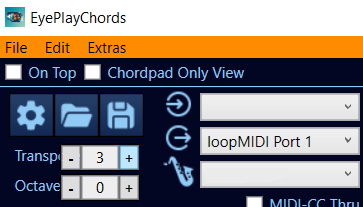 EyePlayChords
File Edit Extras
On Top Chordpad Only View
loopMIDI Port 1
Transpo - 3 +
Octave - 0 +
MIDI-CC Thru